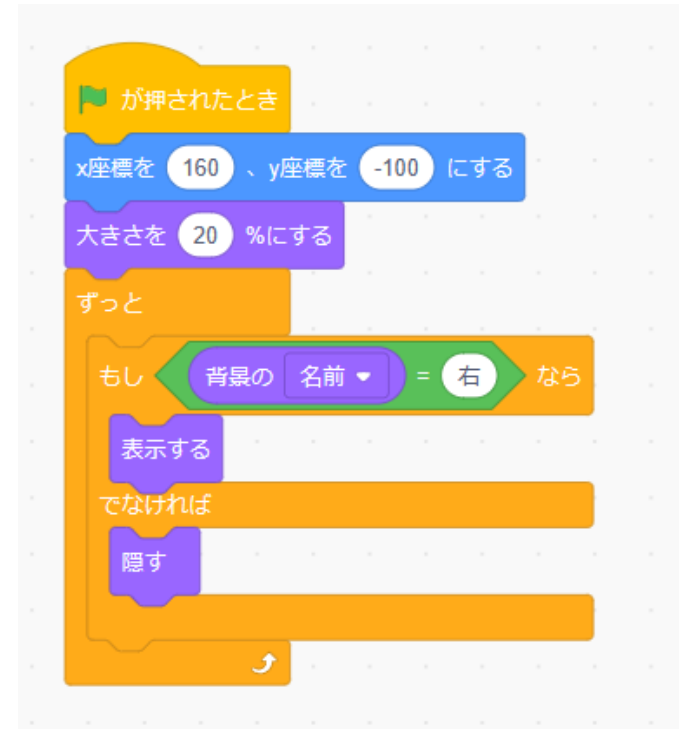 が押されたとき
x座標を 160 、y座標を -100 にする
大きさを 20 %にする
ずっと
もし 背景の 名前 = 右 なら
表示する
でなければ
隠す